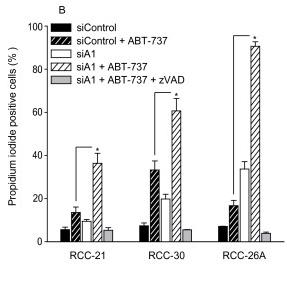 B
siControl
siControl + ABT-737
siA1
siA1 + ABT-737
siA1 + ABT-737 + zVAD
Propidium iodide positive cells (%)
100
80
60
40
20
0
*
*
*
RCC-21
RCC-30
RCC-26A